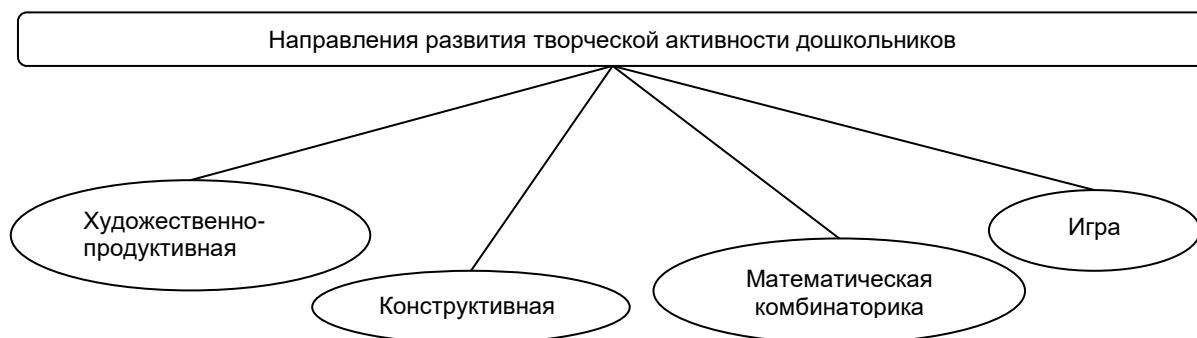 Направления развития творческой активности дошкольников
Художественно-
продуктивная
Конструктивная
Математическая
комбинаторика
Игра